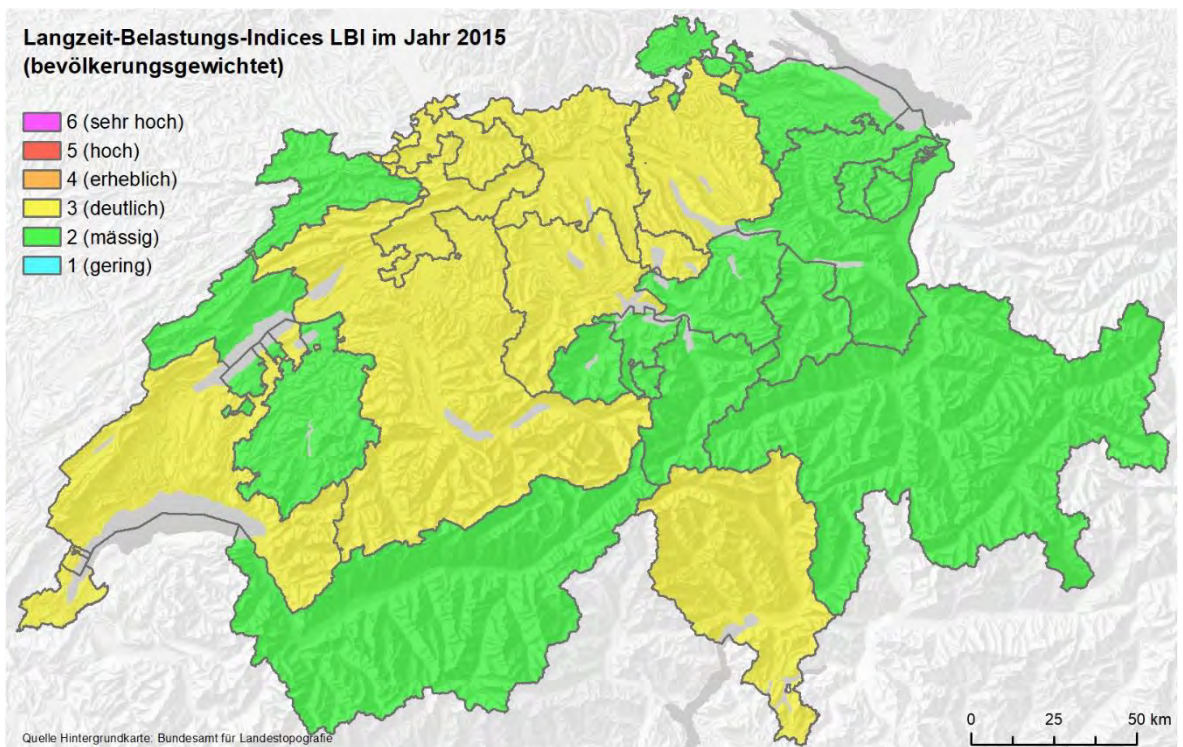 Langzeit-Belastungs-Indices LBI im Jahr 2015
(bevölkerungsgewichtet)
6 (sehr hoch)
5 (hoch)
4 (erheblich)
3 (deutlich)
2 (mässig)
1 (gering)
Quelle Hintergrundkarte: Bundesamt für Landestopografie
0 25 50 km